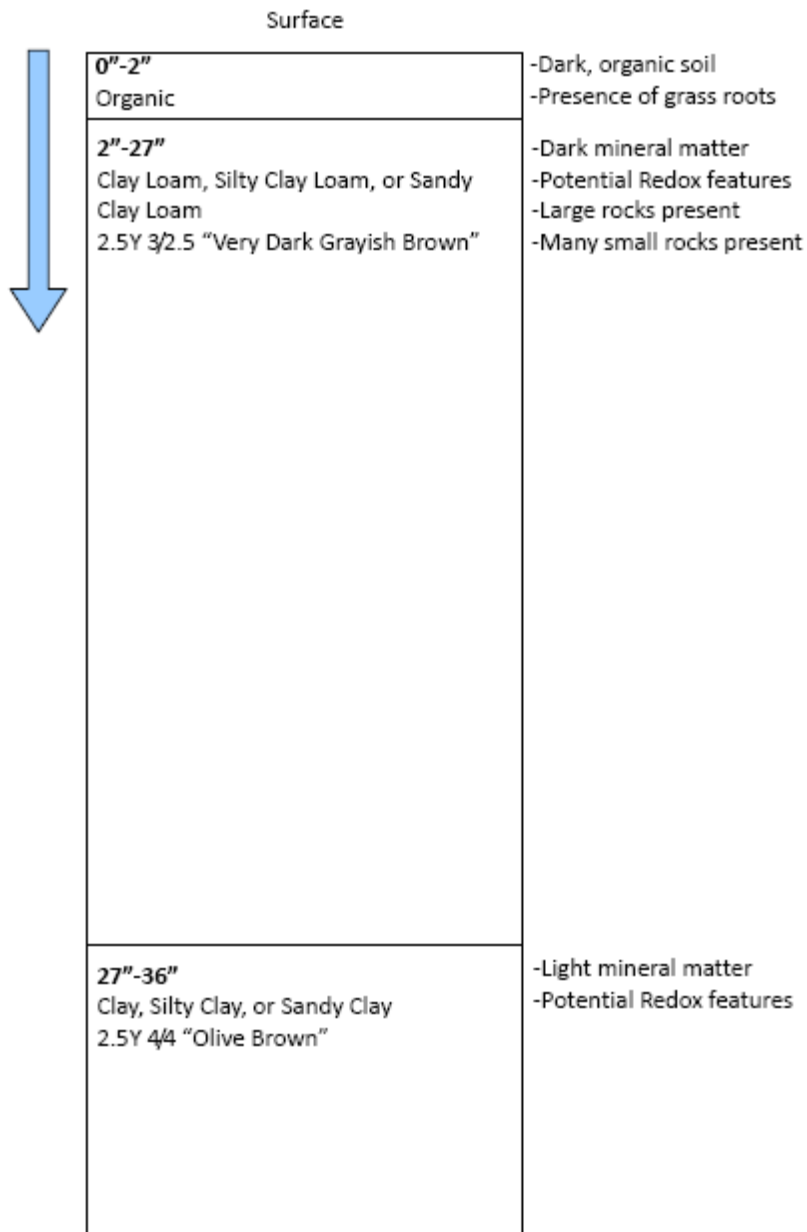 Surface
0”-2”
Organic
-Dark, organic soil
-Presence of grass roots
2”-27”
Clay Loam, Silty Clay Loam, or Sandy
Clay Loam
2.5Y 3/2.5 “Very Dark Grayish Brown”
-Dark mineral matter
-Potential Redox features
-Large rocks present
-Many small rocks present
27”-36”
Clay, Silty Clay, or Sandy Clay
2.5Y 4/4 “Olive Brown”
-Light mineral matter
-Potential Redox features